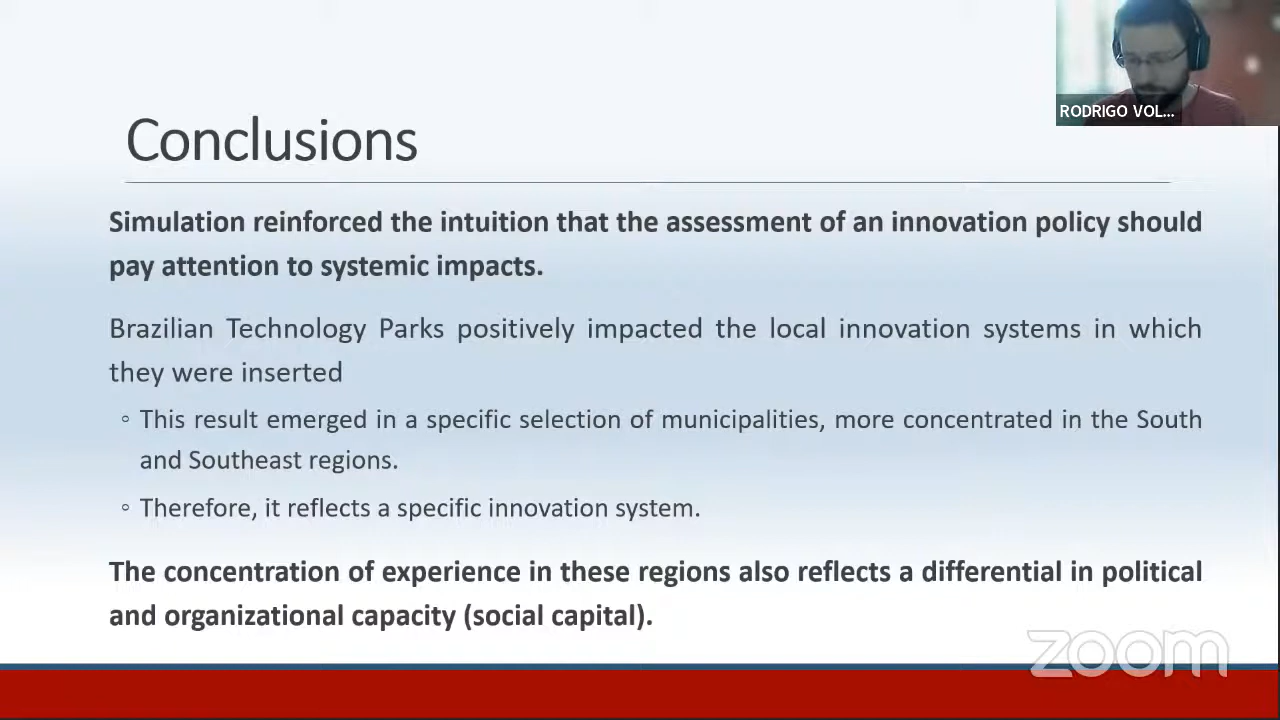 RODRIGO VOL...
Conclusions
Simulation reinforced the intuition that the assessment of an innovation policy should
pay attention to systemic impacts.
Brazilian Technology Parks positively impacted the local innovation systems in which
they were inserted
◦ This result emerged in a specific selection of municipalities, more concentrated in the South
and Southeast regions.
◦ Therefore, it reflects a specific innovation system.
The concentration of experience in these regions also reflects a differential in political
and organizational capacity (social capital).
zoom